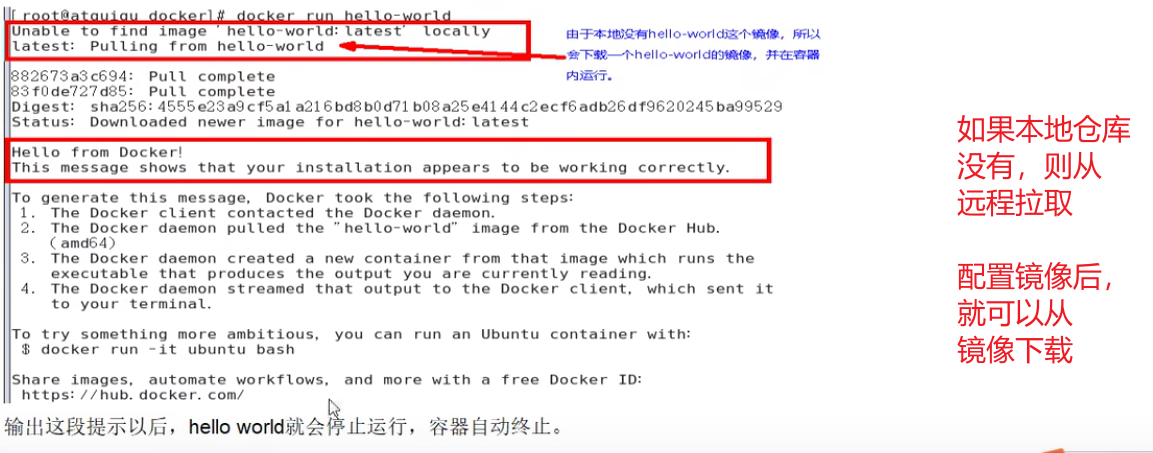 [root@atguigu docker]# docker run hello-world
Unable to find image 'hello-world:latest' locally
latest: Pulling from hello-world
由于本地没有hello-world这个镜像，所以
会下载一个hello-world的镜像，并在容器
内运行。
882673a3c694: Pull complete
83f0de727d85: Pull complete
Digest: sha256:4555e23a9cf5a1a216bd8b0d71b08a25e4144c2ecf6adb26df9620245ba99529
Status: Downloaded newer image for hello-world:latest
Hello from Docker!
This message shows that your installation appears to be working correctly.
如果本地仓库
没有，则从
远程拉取
To generate this message, Docker took the following steps:
1. The Docker client contacted the Docker daemon.
2. The Docker daemon pulled the "hello-world" image from the Docker Hub.
(amd64)
3. The Docker daemon created a new container from that image which runs the
executable that produces the output you are currently reading.
4. The Docker daemon streamed that output to the Docker client, which sent it
to your terminal.
配置镜像后，
就可以从
镜像下载
To try something more ambitious, you can run an Ubuntu container with:
$ docker run -it ubuntu bash
Share images, automate workflows, and more with a free Docker ID:
https://hub.docker.com/
输出这段提示以后，hello world就会停止运行，容器自动终止。